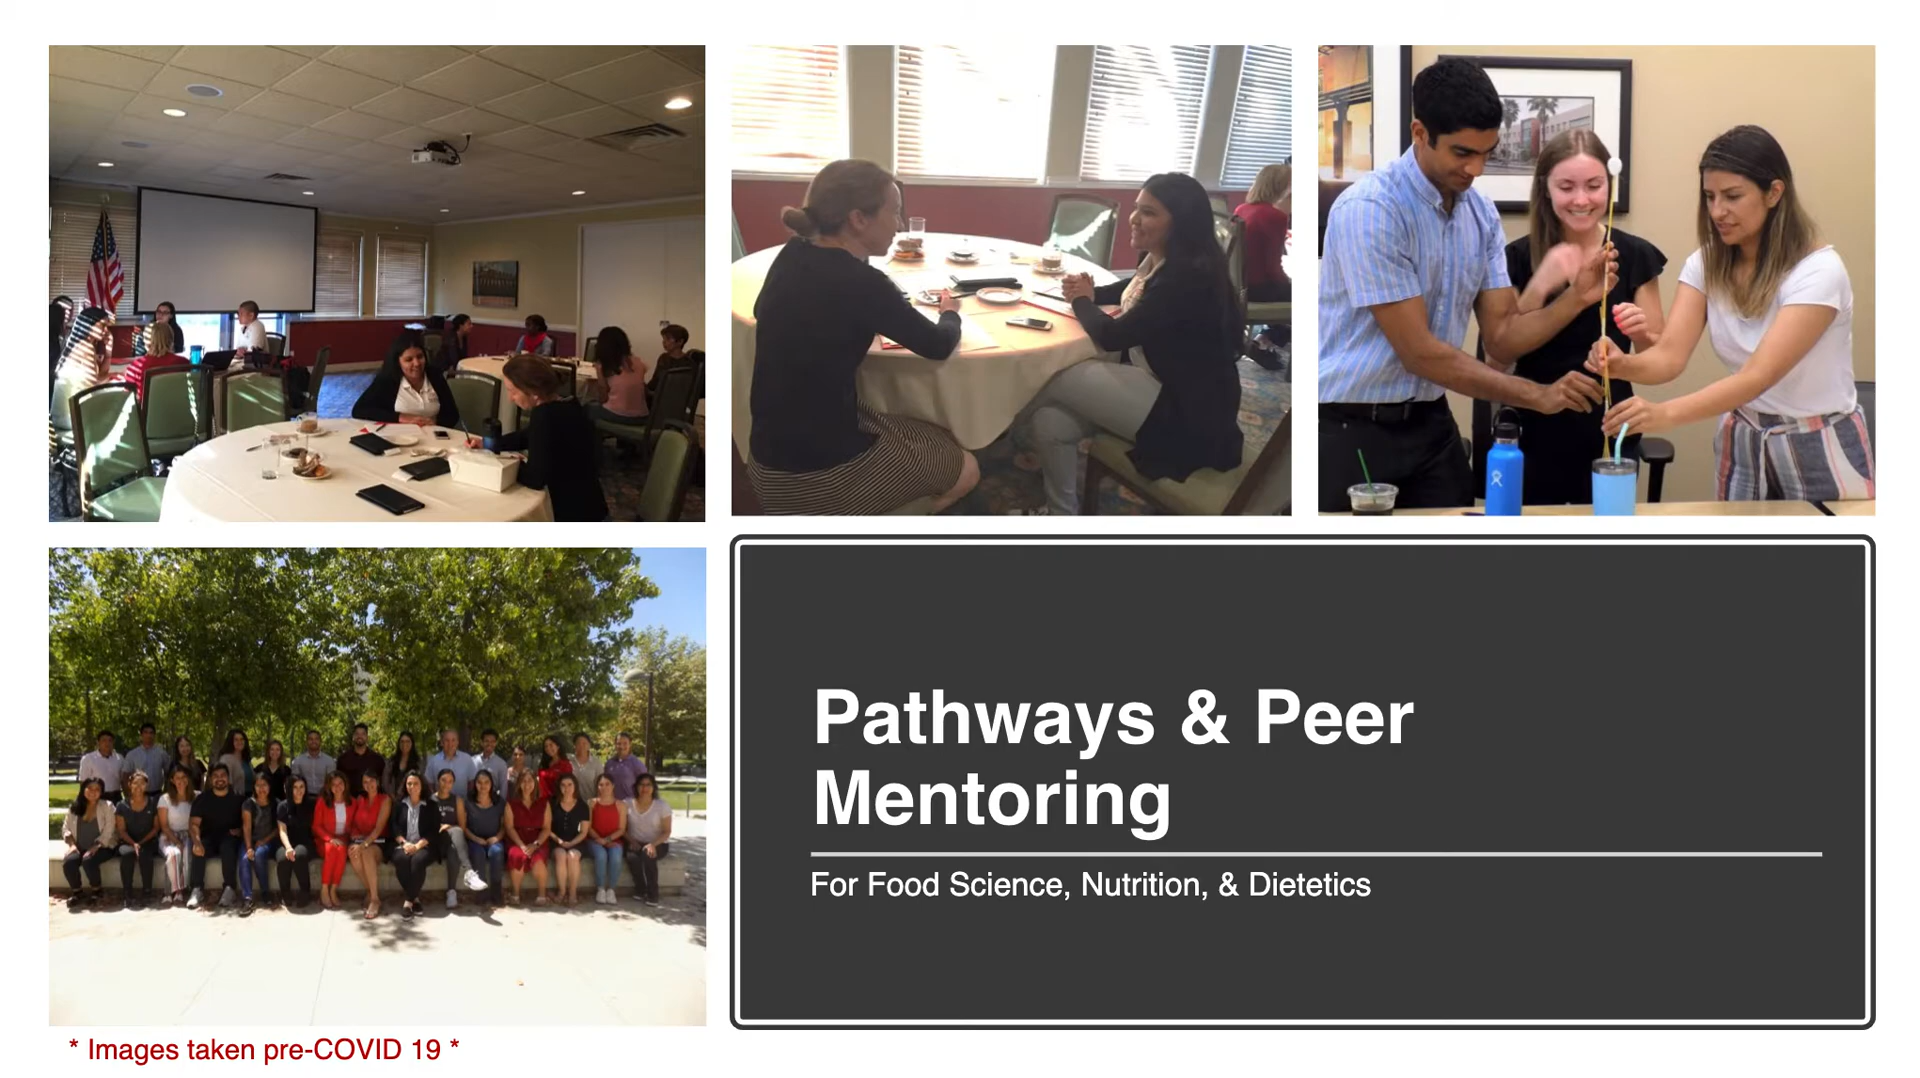 Pathways & Peer
Mentoring
For Food Science, Nutrition, & Dietetics
* Images taken pre-COVID 19 *